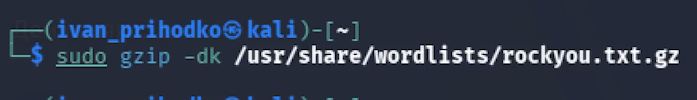 ┌──(ivan_prihodko㉿kali)-[~]
└─$ sudo gzip -dk /usr/share/wordlists/rockyou.txt.gz